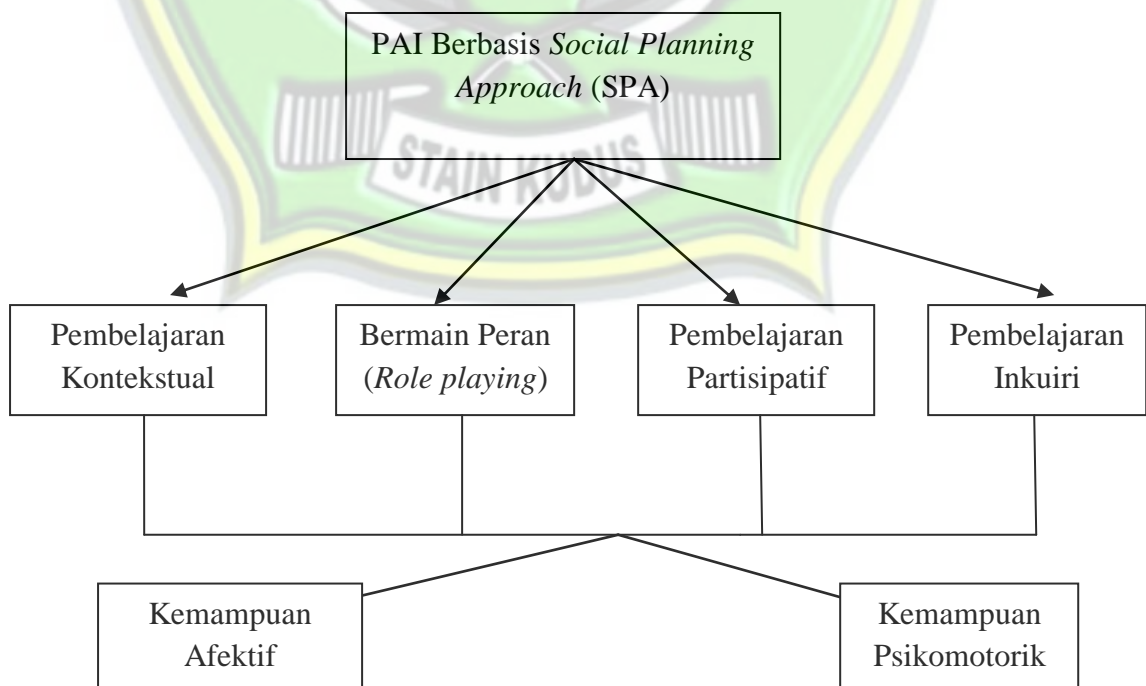 PAI Berbasis Social Planning
Approach (SPA)
STAIN KUDUS
Pembelajaran
Kontekstual
Bermain Peran
(Role playing)
Pembelajaran
Partisipatif
Pembelajaran
Inkuiri
Kemampuan
Afektif
Kemampuan
Psikomotorik